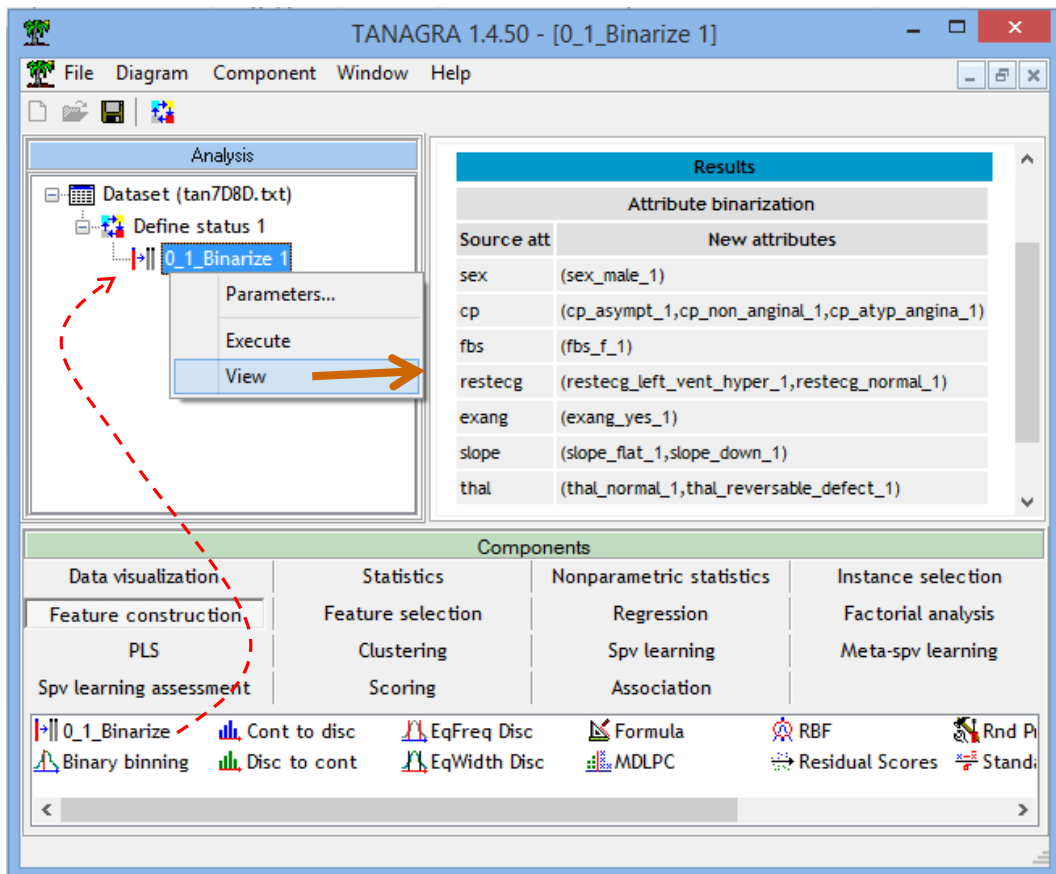 TANAGRA 1.4.50 - [0_1_Binarize 1]
File Diagram Component Window Help
Analysis
Dataset (tan7D8D.txt)
Define status 1
0_1_Binarize 1
Parameters...
Execute
View
Results
Attribute binarization
Source att New attributes
sex (sex_male_1)
cp (cp_asympt_1,cp_non_anginal_1,cp_atyp_angina_1)
fbs (fbs_f_1)
restecg (restecg_left_vent_hyper_1,restecg_normal_1)
exang (exang_yes_1)
slope (slope_flat_1,slope_down_1)
thal (thal_normal_1,thal_reversable_defect_1)
Components
Data visualization Statistics Nonparametric statistics Instance selection
Feature construction Feature selection Regression Factorial analysis
PLS Clustering Spv learning Meta-spv learning
Spv learning assessment Scoring Association
0_1_Binarize Cont to disc EqFreq Disc Formula RBF Rnd
Binary binning Disc to cont EqWidth Disc MDLPC Residual Scores